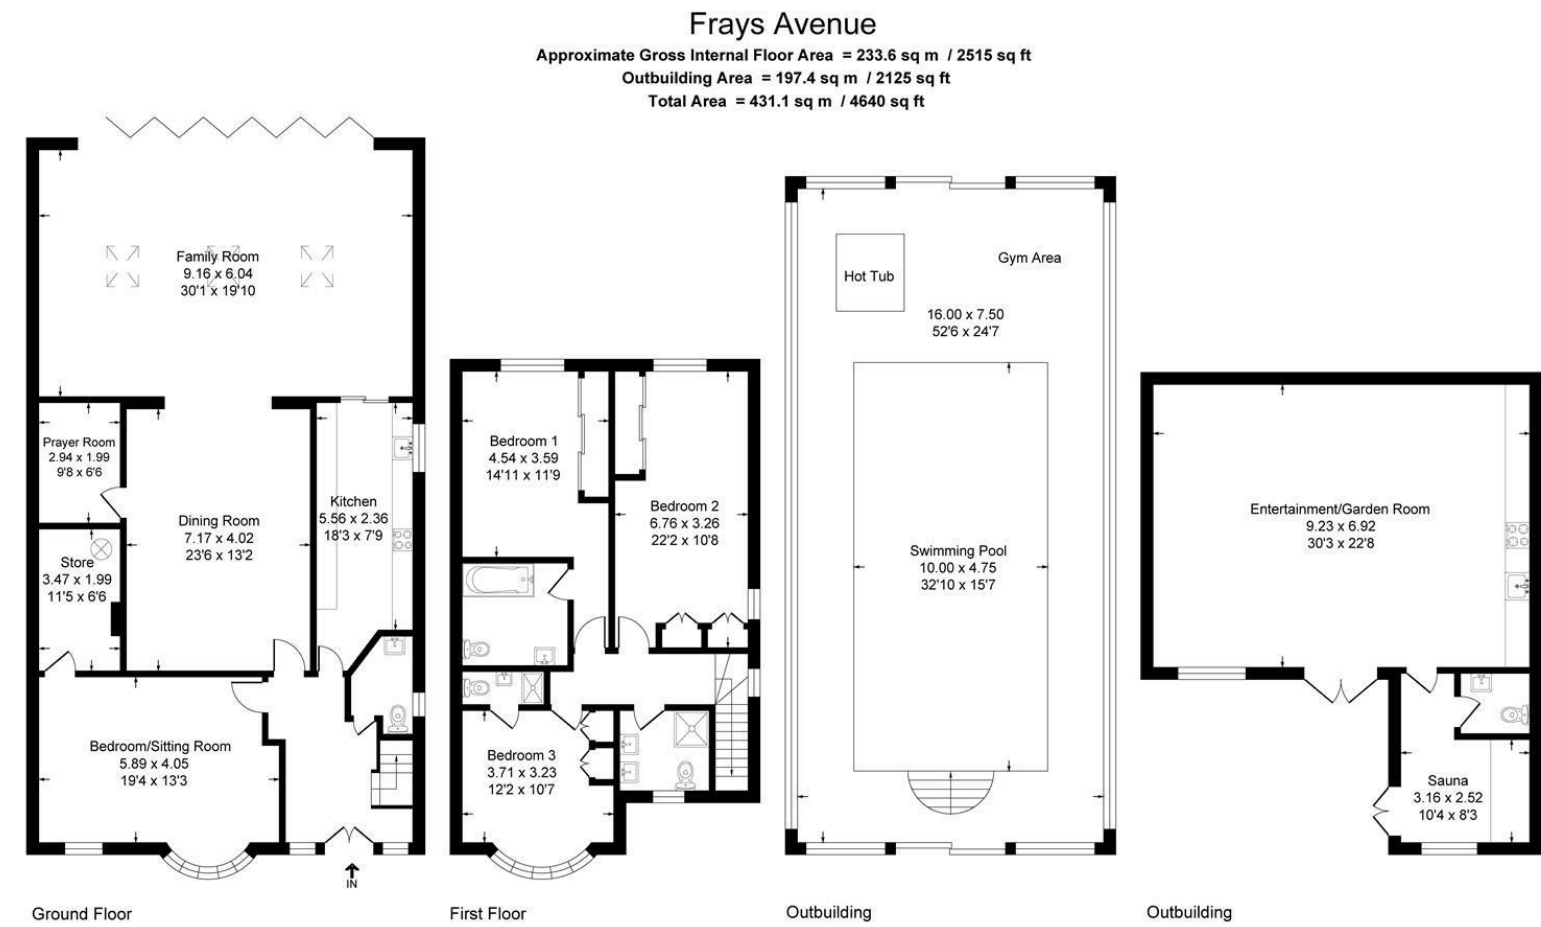 Frays Avenue
Approximate Gross Internal Floor Area = 233.6 sq m / 2515 sq ft
Outbuilding Area = 197.4 sq m / 2125 sq ft
Total Area = 431.1 sq m / 4640 sq ft
Family Room
9.16 x 6.04
30'1 x 19'10
Prayer Room
2.94 x 1.99
9'8 x 6'6
Kitchen
5.56 x 2.36
18'3 x 7'9
Dining Room
7.17 x 4.02
23'6 x 13'2
Store
3.47 x 1.99
11'5 x 6'6
Bedroom/Sitting Room
5.89 x 4.05
19'4 x 13'3
IN
Ground Floor
Bedroom 1
4.54 x 3.59
14'11 x 11'9
Bedroom 2
6.76 x 3.26
22'2 x 10'8
Bedroom 3
3.71 x 3.23
12'2 x 10'7
First Floor
Hot Tub
Gym Area
16.00 x 7.50
52'6 x 24'7
Swimming Pool
10.00 x 4.75
32'10 x 15'7
Outbuilding
Entertainment/Garden Room
9.23 x 6.92
30'3 x 22'8
Sauna
3.16 x 2.52
10'4 x 8'3
Outbuilding